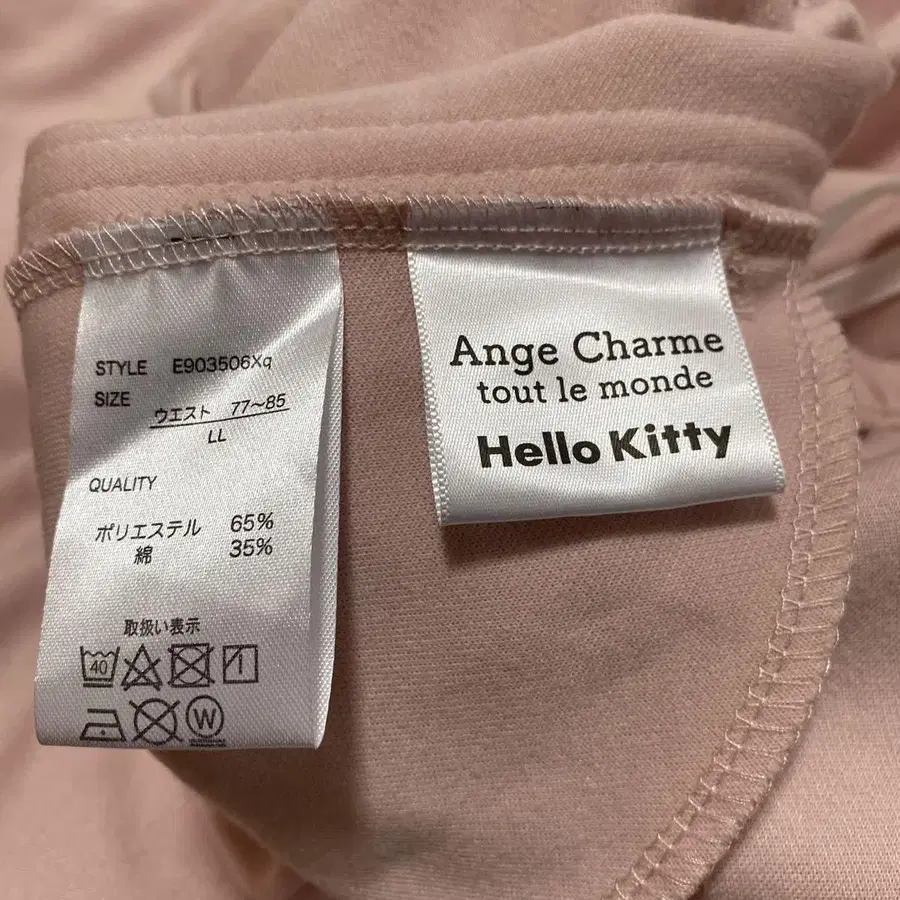 STYLE E903506Xq
SIZE
ウエスト 77～85
LL
QUALITY
ポリエステル 65%
綿 35%
取扱い表示
40
W
Ange Charme
tout le monde
Hello Kitty